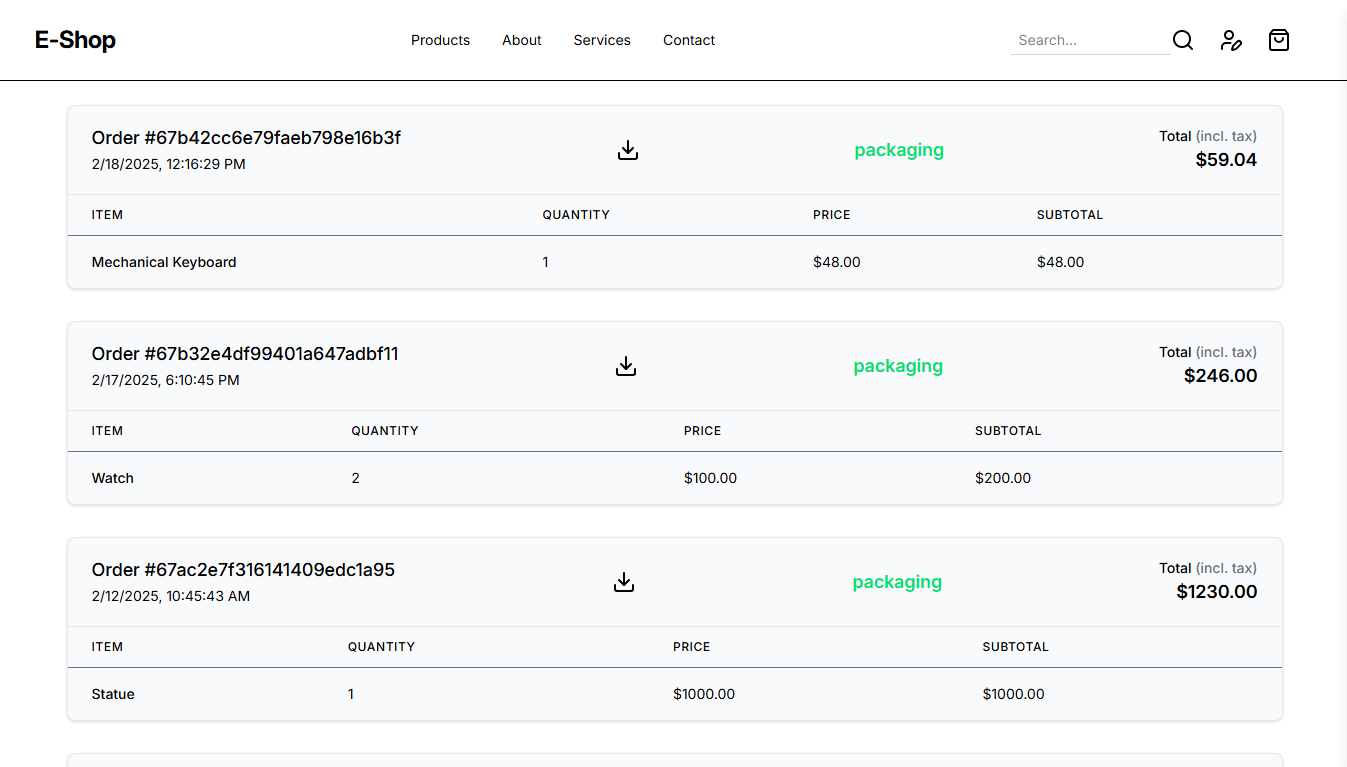 E-Shop Products About Services Contact Search...
Order #67b42cc6e79faeb798e16b3f
2/18/2025, 12:16:29 PM
packaging
Total (incl. tax)
$59.04
ITEM QUANTITY PRICE SUBTOTAL
Mechanical Keyboard 1 $48.00 $48.00
Order #67b32e4df99401a647adbf11
2/17/2025, 6:10:45 PM
packaging
Total (incl. tax)
$246.00
ITEM QUANTITY PRICE SUBTOTAL
Watch 2 $100.00 $200.00
Order #67ac2e7f316141409edc1a95
2/12/2025, 10:45:43 AM
packaging
Total (incl. tax)
$1230.00
ITEM QUANTITY PRICE SUBTOTAL
Statue 1 $1000.00 $1000.00